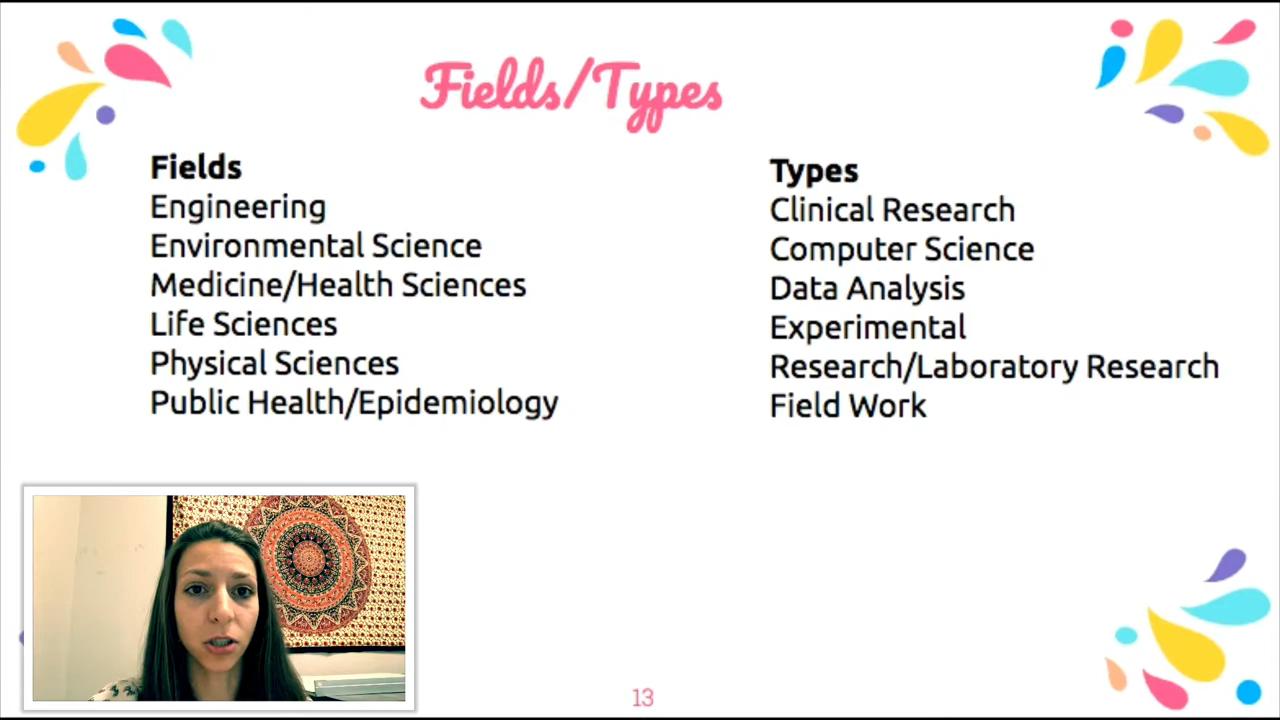 Fields/Types
Fields
Engineering
Environmental Science
Medicine/Health Sciences
Life Sciences
Physical Sciences
Public Health/Epidemiology
Types
Clinical Research
Computer Science
Data Analysis
Experimental
Research/Laboratory Research
Field Work
13